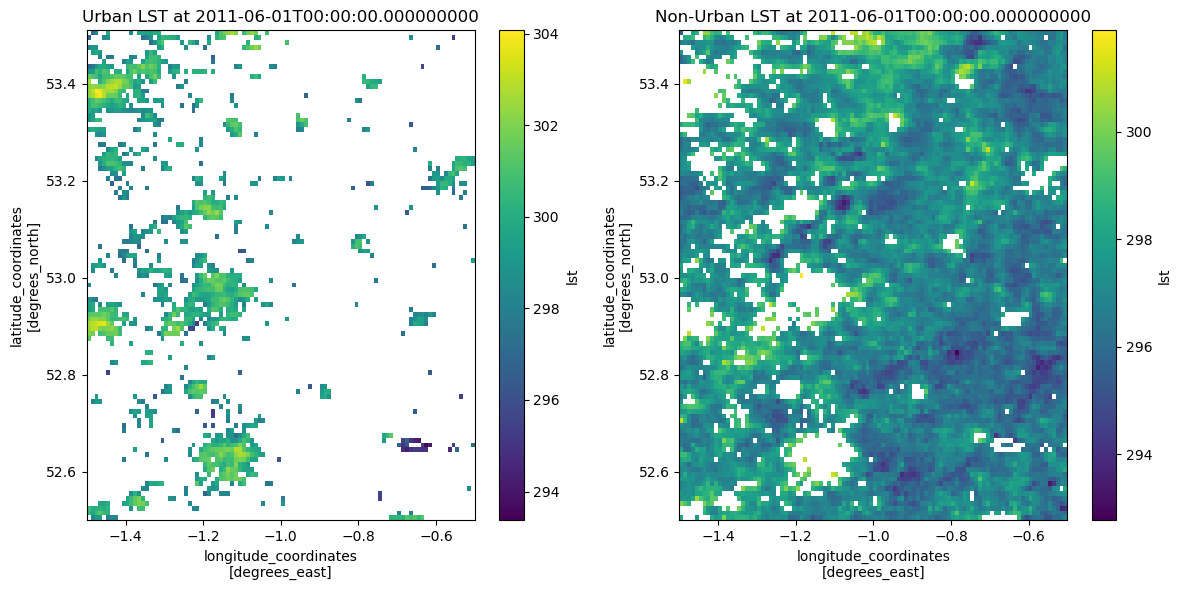 Urban LST at 2011-06-01T00:00:00.000000000
53.4
53.2
53.0
52.8
52.6
latitude_coordinates
[degrees_north]
−1.4
−1.2
−1.0
−0.8
−0.6
longitude_coordinates
[degrees_east]
304
302
300
298
296
294
lst
Non-Urban LST at 2011-06-01T00:00:00.000000000
53.4
53.2
53.0
52.8
52.6
latitude_coordinates
[degrees_north]
−1.4
−1.2
−1.0
−0.8
−0.6
longitude_coordinates
[degrees_east]
300
298
296
294
lst